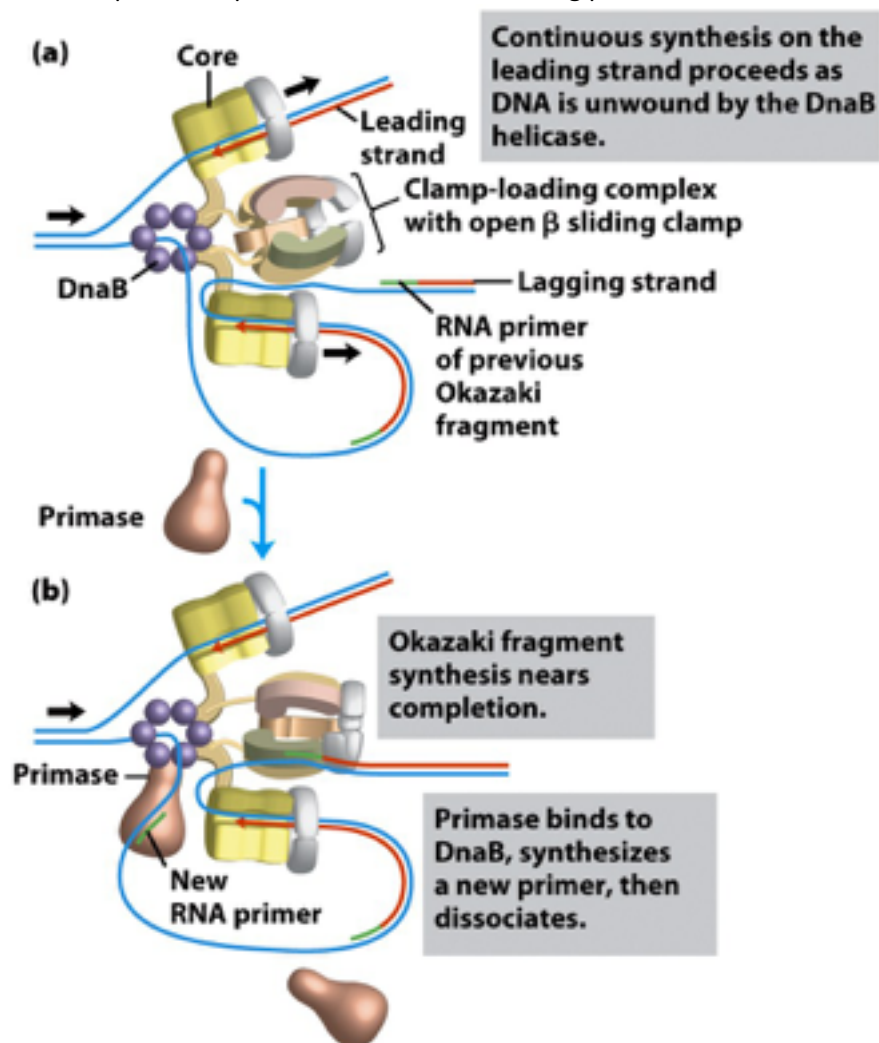 (a)
Core
Continuous synthesis on the
leading strand proceeds as
DNA is unwound by the DnaB
helicase.
Leading
strand
Clamp-loading complex
with open β sliding clamp
DnaB
Lagging strand
RNA primer
of previous
Okazaki
fragment
Primase
(b)
Okazaki fragment
synthesis nears
completion.
Primase
New
RNA primer
Primase binds to
DnaB, synthesizes
a new primer, then
dissociates.